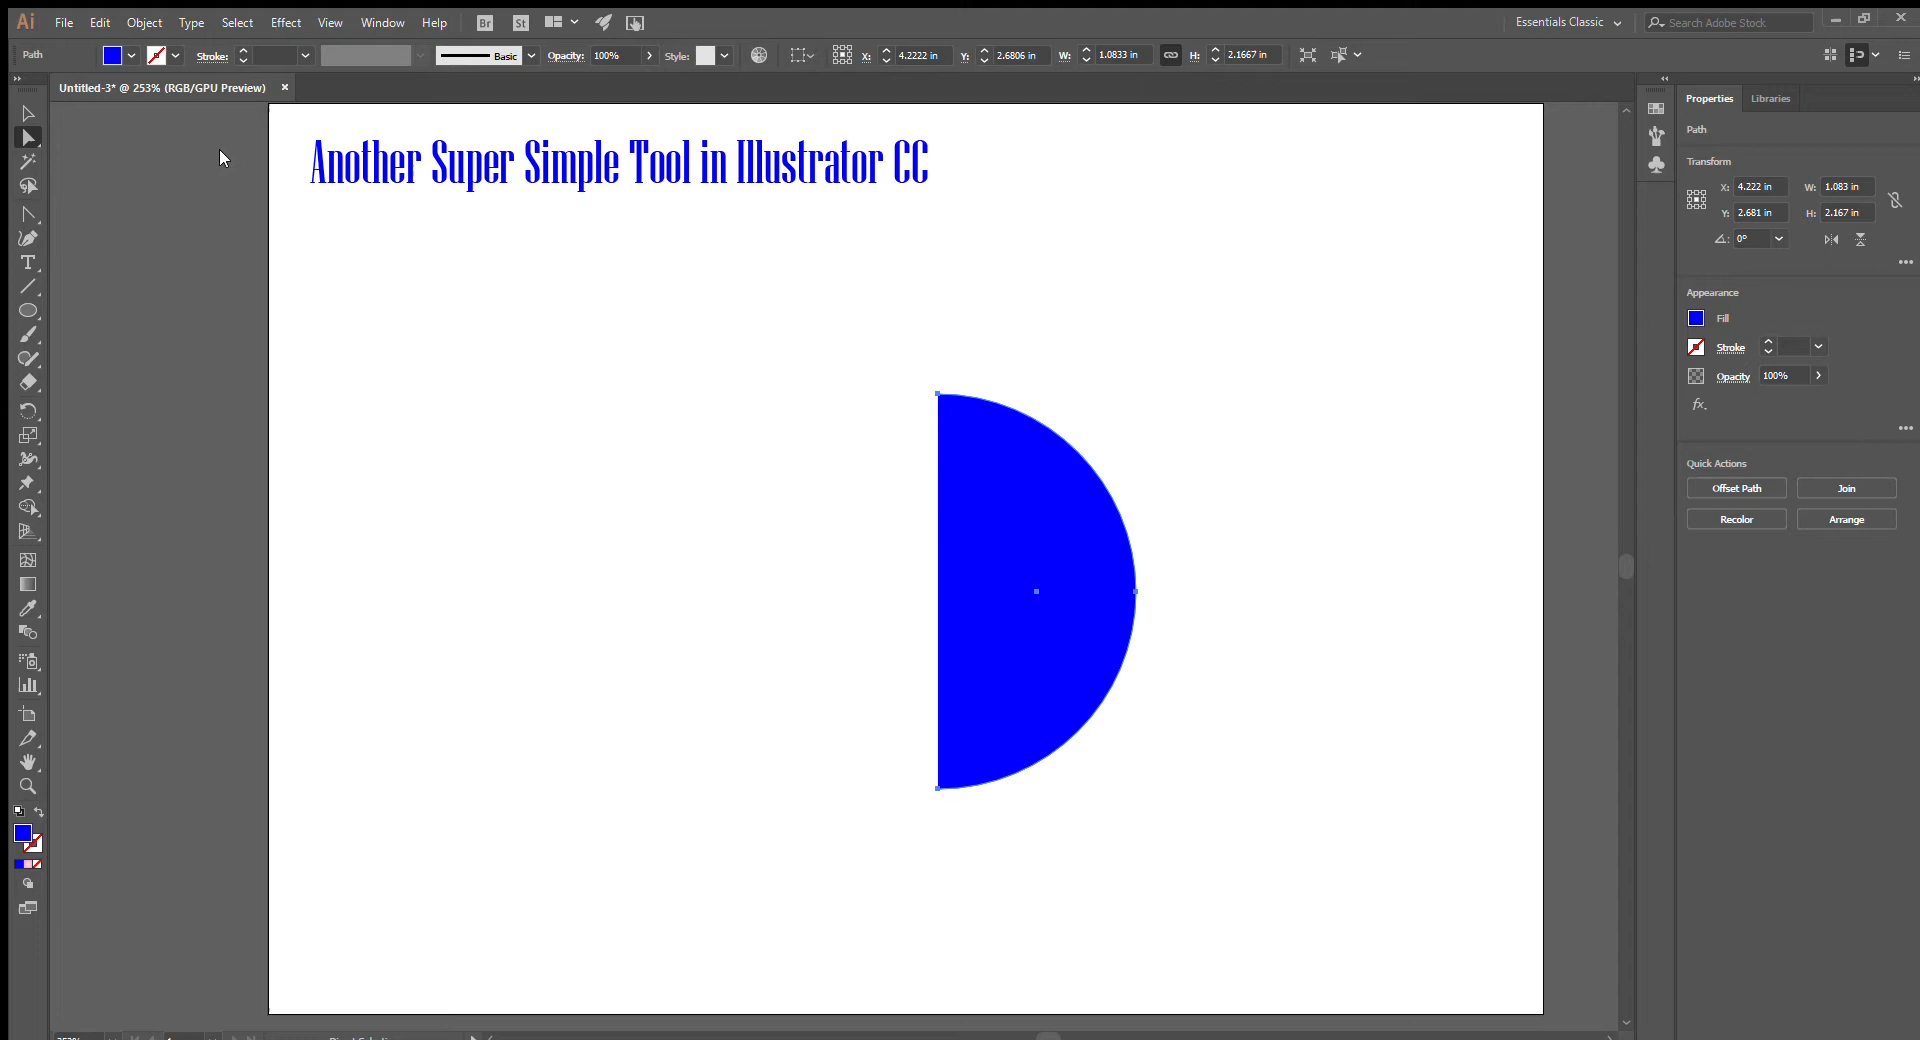 Ai File Edit Object Type Select Effect View Window Help Br St Essentials Classic Search Adobe Stock
Path Stroke: Basic Opacity: 100% Style: X: 4.2222 in Y: 2.6806 in W: 1.0833 in H: 2.1667 in
Untitled-3* @ 253% (RGB/GPU Preview)
Another Super Simple Tool in Illustrator CC
Properties Libraries
Path
Transform
X: 4.222 in W: 1.083 in
Y: 2.681 in H: 2.167 in
0°
Appearance
Fill
Stroke
Opacity 100%
fx.
Quick Actions
Offset Path Join
Recolor Arrange